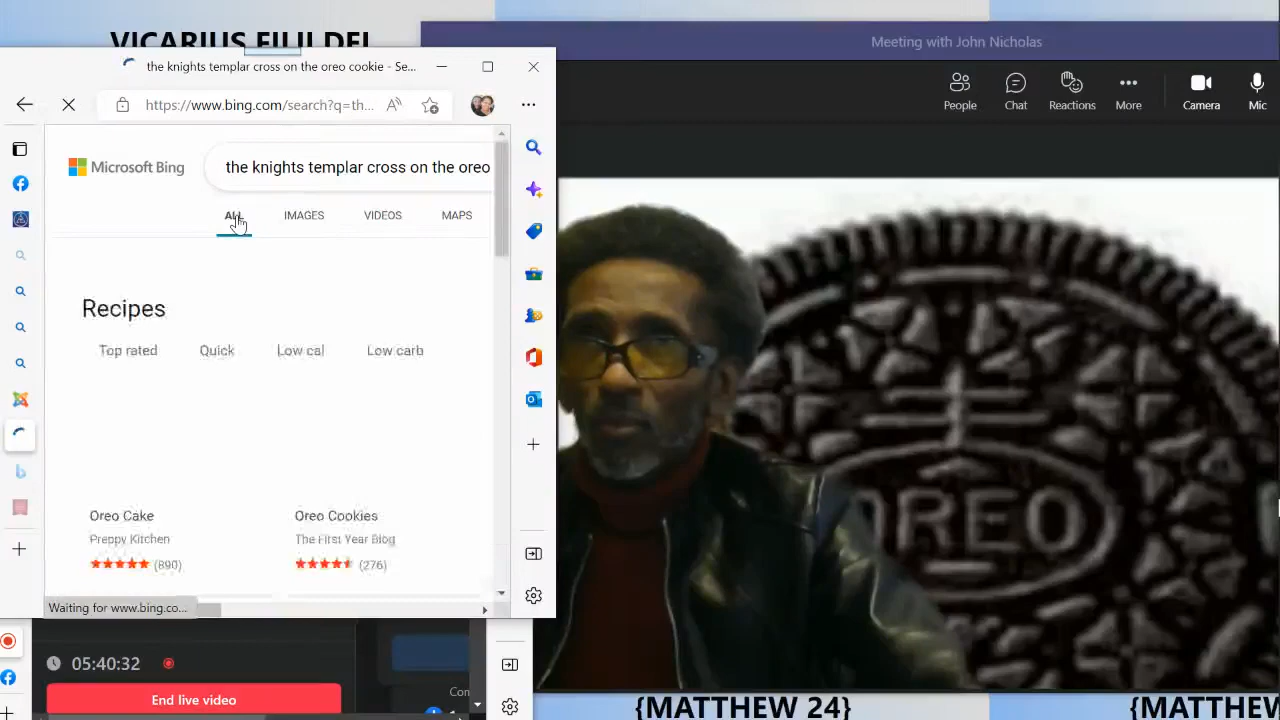 VICARIUS FILII DEI
Meeting with John Nicholas
the knights templar cross on the oreo cookie - Se...
https://www.bing.com/search?q=th...
People
Chat
Reactions
More
Camera
Mic
Microsoft Bing
the knights templar cross on the oreo
ALL
IMAGES
VIDEOS
MAPS
Recipes
Top rated
Quick
Low cal
Low carb
Oreo Cake
Oreo Cookies
Preppy Kitchen
The First Year Blog
(890)
(276)
OREO
Waiting for www.bing.co...
05:40:32
End live video
Con
{MATTHEW 24}
{MATTHEW